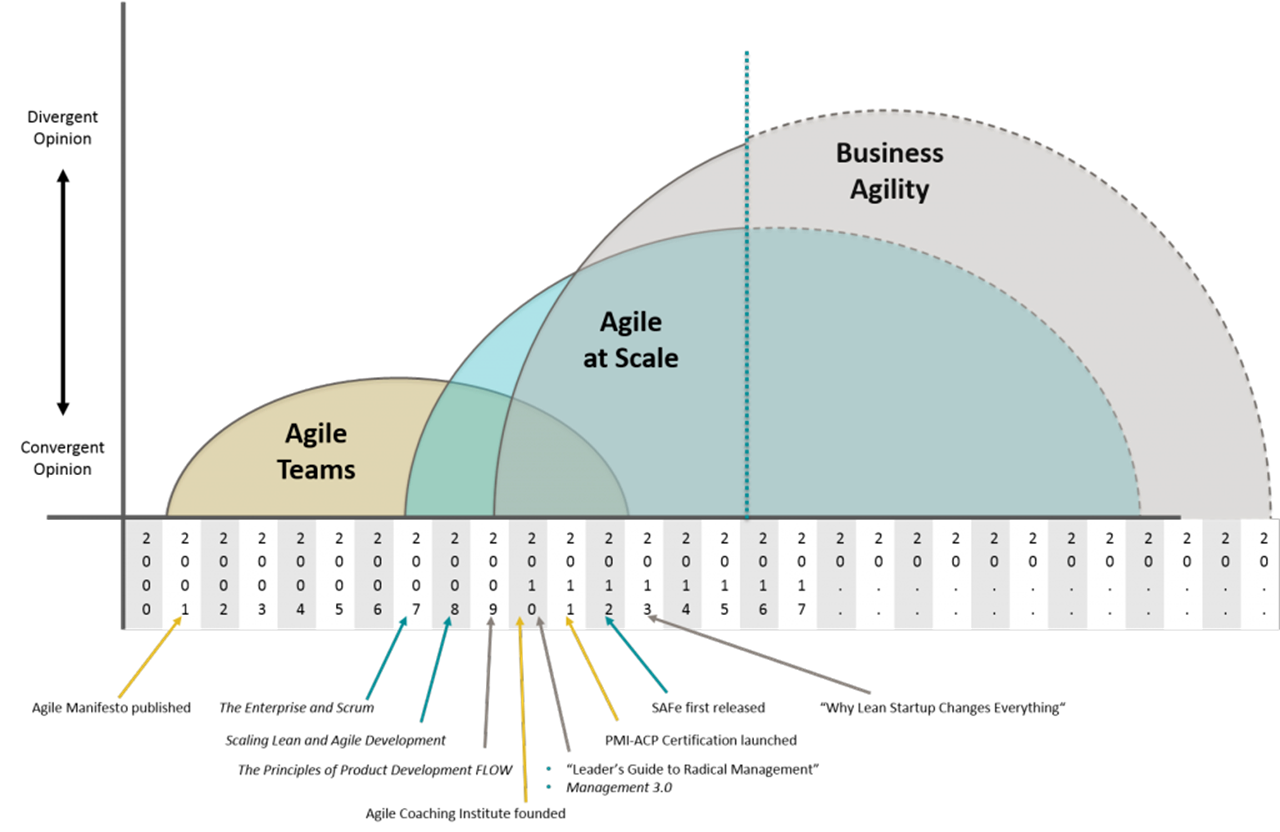 Divergent
Opinion
Convergent
Opinion
Business
Agility
Agile
at Scale
Agile
Teams
2000 2001 2002 2003 2004 2005 2006 2007 2008 2009 2010 2011 2012 2013 2014 2015 2016 2017 20.. 20.. 20.. 20.. 20.. 20.. 20.. 20.. 20.. 20.. 20.. 20..
Agile Manifesto published
The Enterprise and Scrum
SAFe first released
“Why Lean Startup Changes Everything“
Scaling Lean and Agile Development
PMI-ACP Certification launched
The Principles of Product Development FLOW
• “Leader’s Guide to Radical Management“
• Management 3.0
Agile Coaching Institute founded